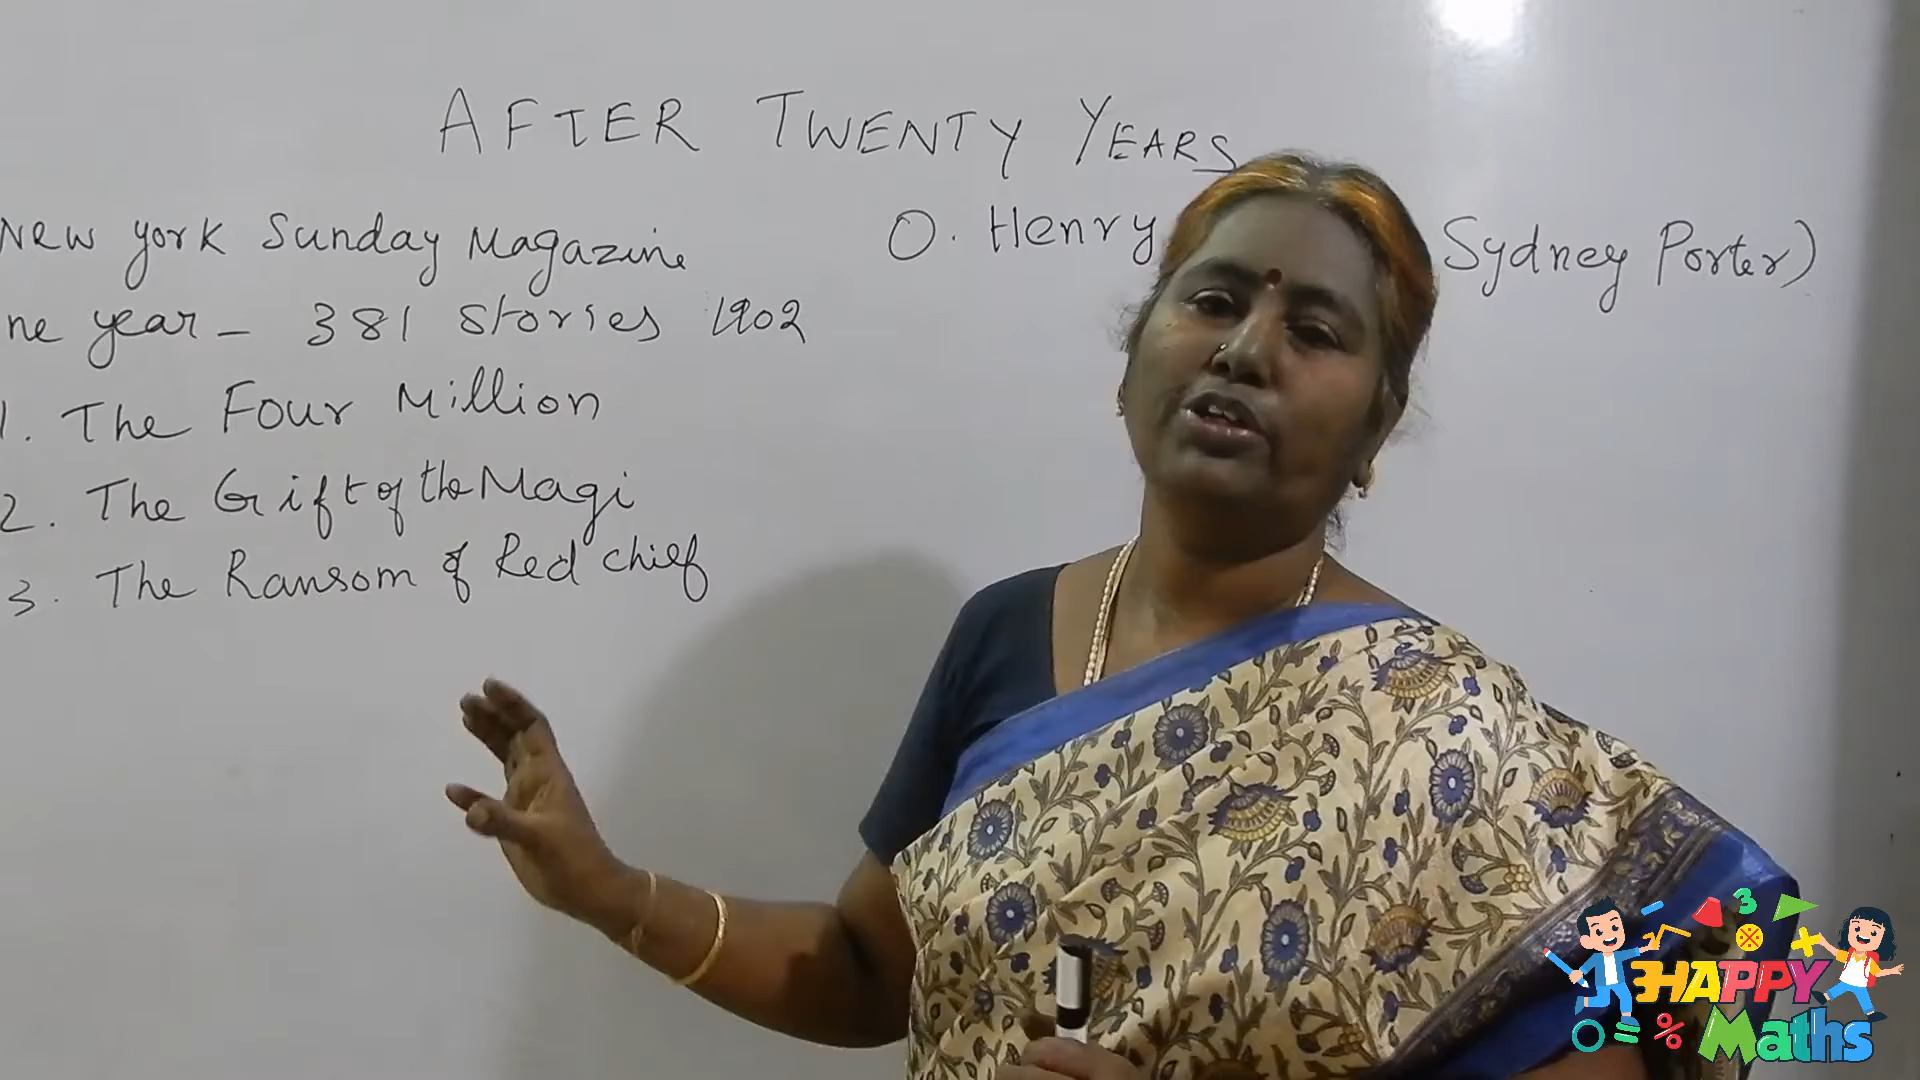 AFTER TWENTY YEARS
New york Sunday Magazine
ne year - 381 stories 1902
1. The Four Million
2. The Gift of the Magi
3. The Ransom of Red chief
O. Henry
Sydney Porter)
HAPPY
Maths